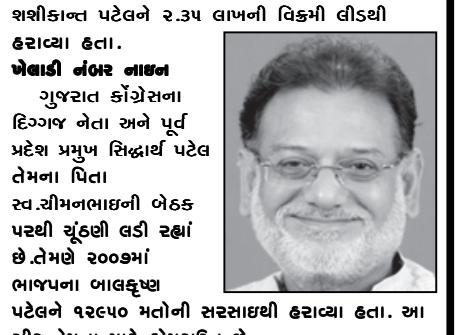 શશીકાન્ત પટેલને ૨.૩૫ લાખની વિક્રમી લીડથી
હરાવ્યા હતા.
ખેલાડી નંબર નાઇન
ગુજરાત કોંગ્રેસના
દિગ્ગજ નેતા અને પૂર્વ
પ્રદેશ પ્રમુખ સિદ્ધાર્થ પટેલ
તેમના પિતા
સ્વ.ચીમનભાઇની બેઠક
પરથી ચૂંઠણી લડી રહ્યાં
છે.તેમણે ૨૦૦૭માં
ભાજપના બાલકૃષ્ણ
પટેલને ૧૨૯૫૦ મતોની સરસાઇથી હરાવ્યા હતા. આ